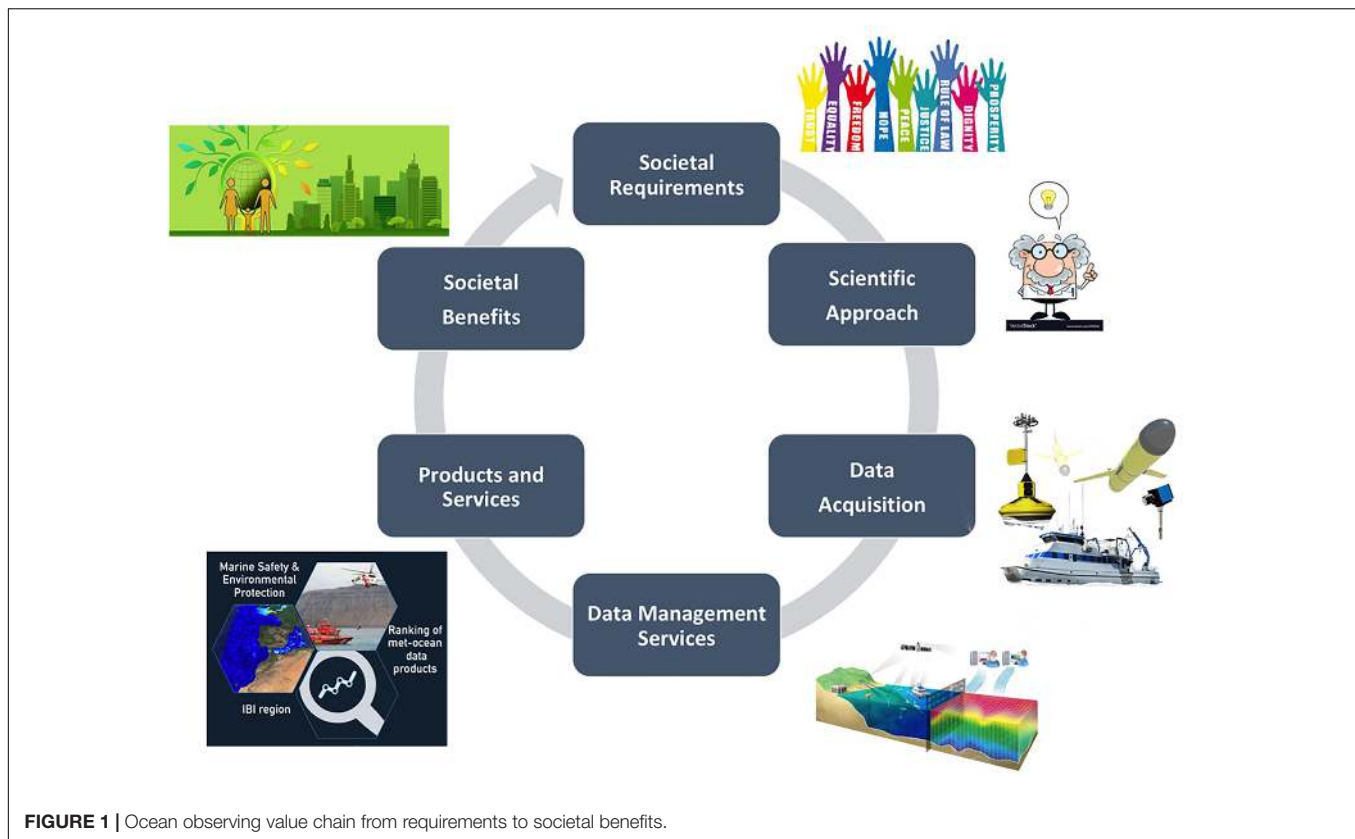 TRUST
EQUALITY
FREEDOM
HOPE
PEACE
JUSTICE
RULE OF LAW
DIGNITY
PROSPERITY
Societal
Requirements
Scientific
Approach
VectorStock
Data
Acquisition
Data Management
Services
Products and
Services
Societal
Benefits
Marine Safety &
Environmental
Protection
Ranking of
met-ocean
data
products
IBI region
FIGURE 1 | Ocean observing value chain from requirements to societal benefits.